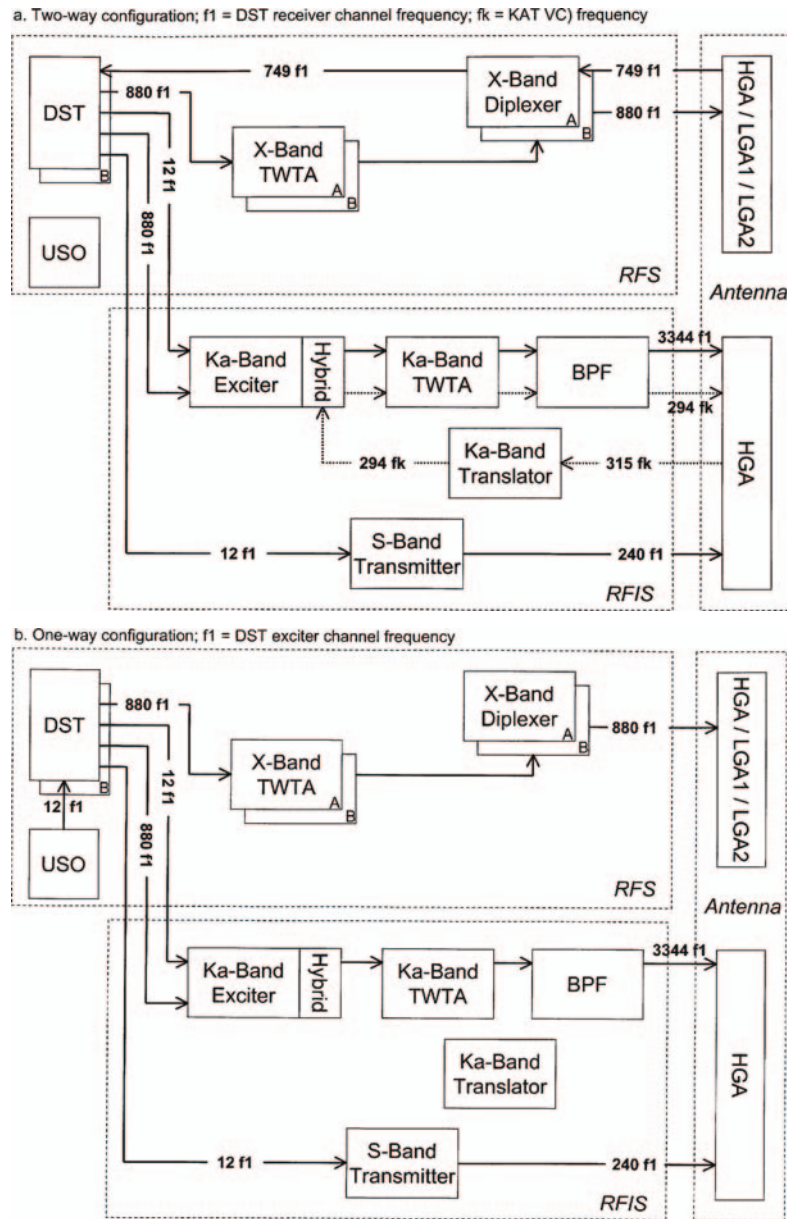 a. Two-way configuration; f1 = DST receiver channel frequency; fk = KAT VC) frequency
749 f1
X-Band
Diplexer
A
B
749 f1
880 f1
HGA / LGA1 / LGA2
DST
B
880 f1
12 f1
880 f1
X-Band
TWTA
A
B
USO
RFS
Antenna
Ka-Band
Exciter
Hybrid
Ka-Band
TWTA
BPF
3344 f1
294 fk
HGA
294 fk
Ka-Band
Translator
315 fk
12 f1
S-Band
Transmitter
240 f1
RFIS
b. One-way configuration; f1 = DST exciter channel frequency
DST
B
880 f1
12 f1
880 f1
X-Band
TWTA
A
B
X-Band
Diplexer
A
B
880 f1
HGA / LGA1 / LGA2
12 f1
USO
RFS
Antenna
Ka-Band
Exciter
Hybrid
Ka-Band
TWTA
BPF
3344 f1
HGA
Ka-Band
Translator
12 f1
S-Band
Transmitter
240 f1
RFIS